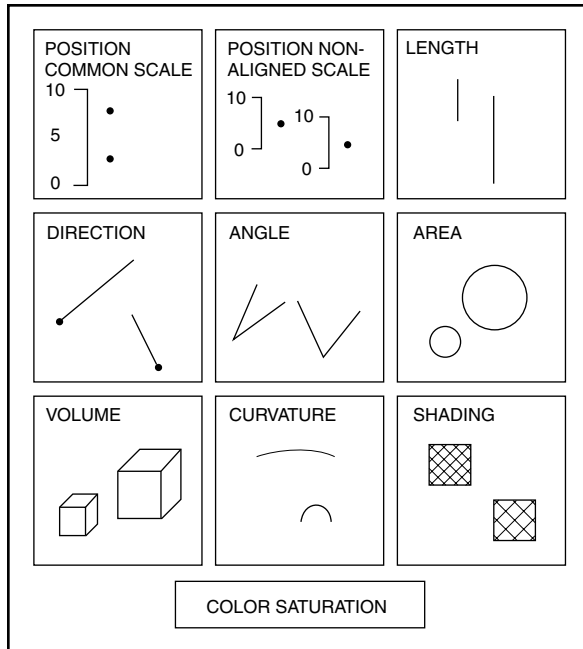 POSITION
COMMON SCALE
10
5
0
POSITION NON-
ALIGNED SCALE
10
0
10
0
LENGTH
DIRECTION
ANGLE
AREA
VOLUME
CURVATURE
SHADING
COLOR SATURATION